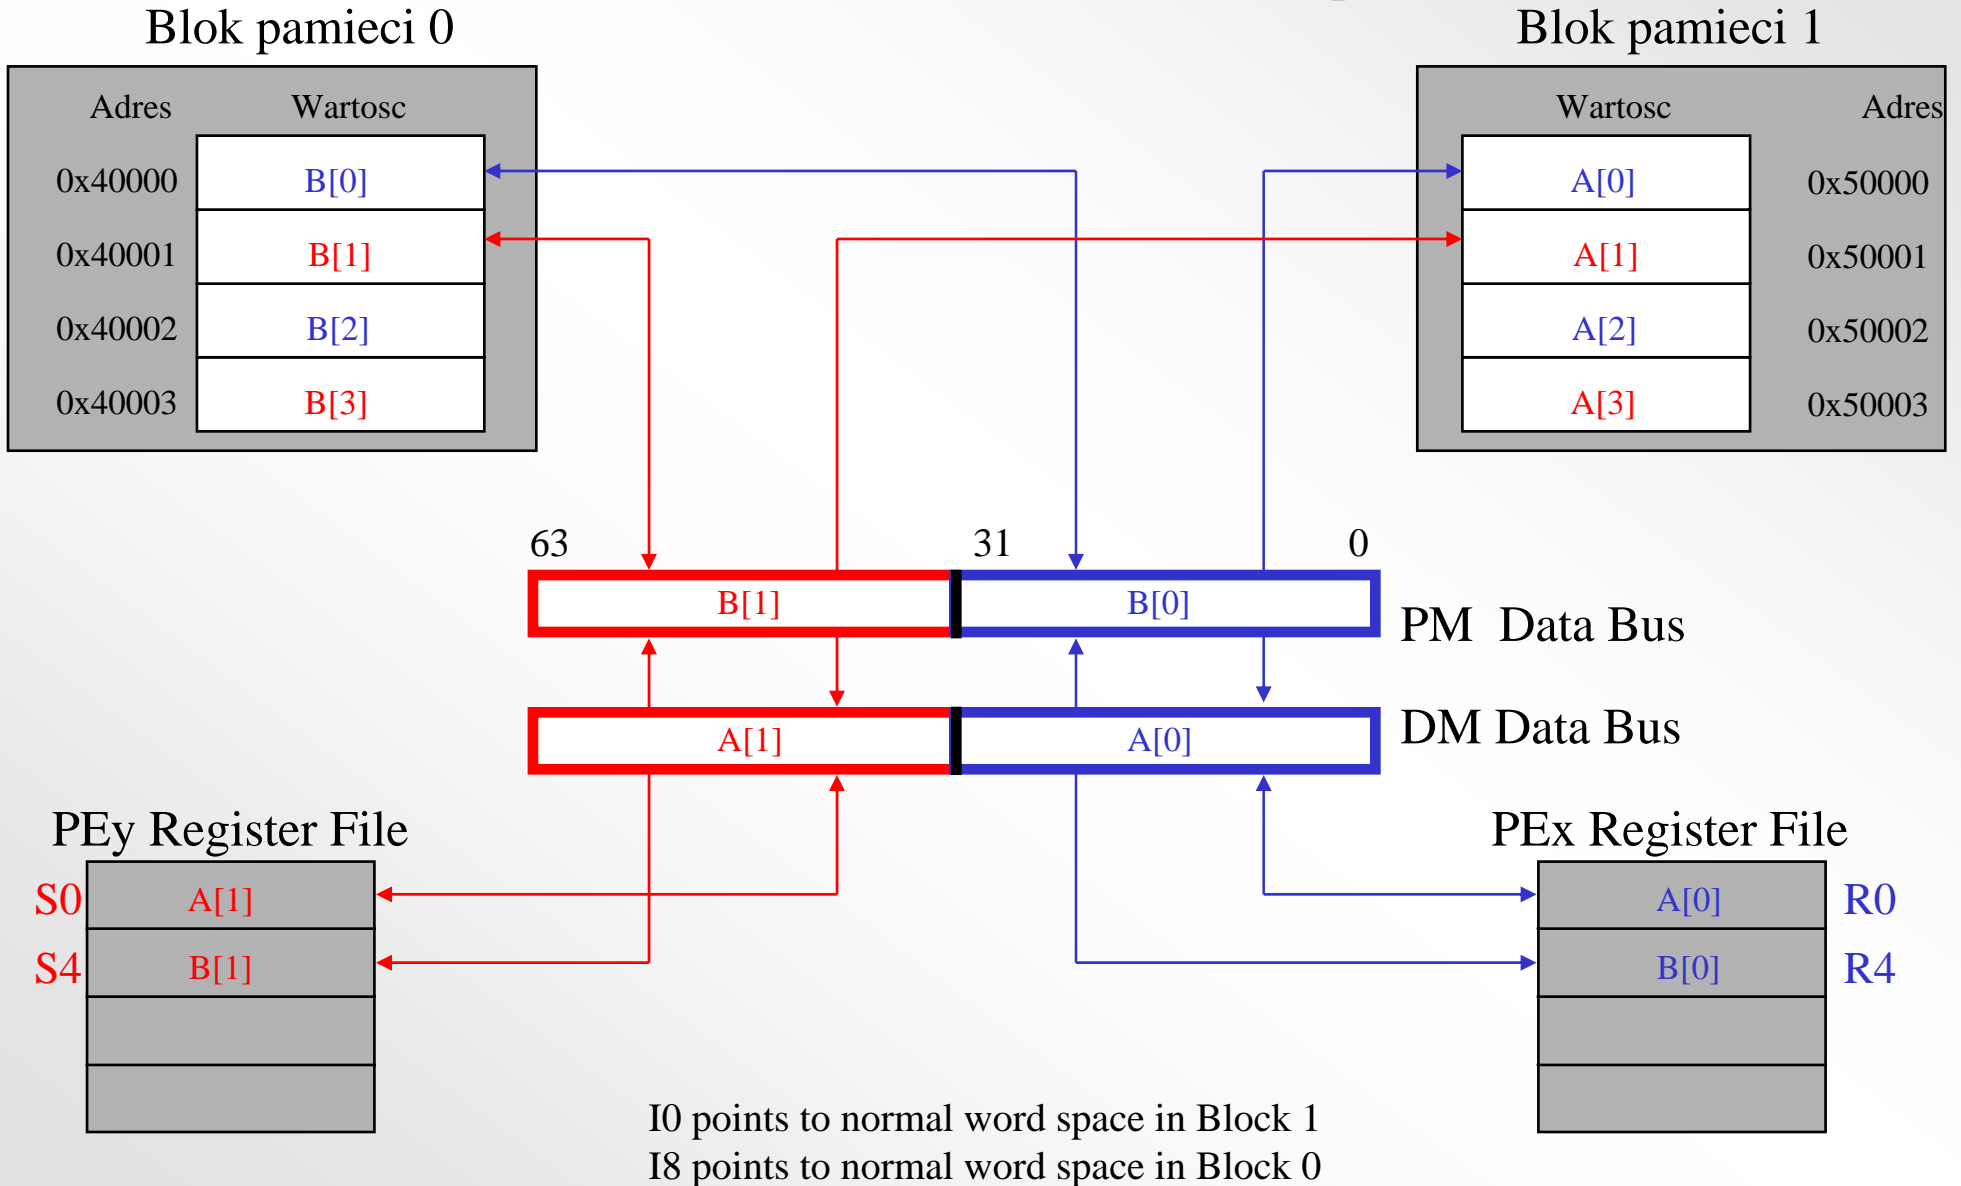 Blok pamieci 0
Blok pamieci 1
Adres Wartosc
0x40000 B[0]
0x40001 B[1]
0x40002 B[2]
0x40003 B[3]
Wartosc Adres
A[0] 0x50000
A[1] 0x50001
A[2] 0x50002
A[3] 0x50003
63 31 0
B[1] B[0]
PM Data Bus
A[1] A[0]
DM Data Bus
PEy Register File
S0 A[1]
S4 B[1]
PEx Register File
A[0] R0
B[0] R4
I0 points to normal word space in Block 1
I8 points to normal word space in Block 0